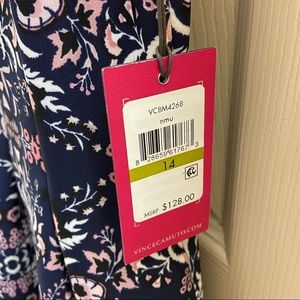 VC8M4268
nmu
8 28659 61767 3
14
MSRP $128.00
VINCECAMUTO.COM